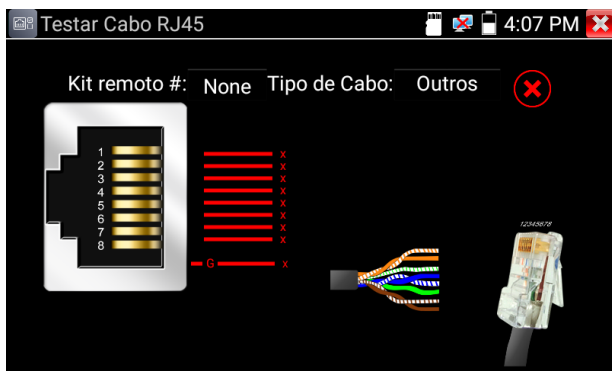 Testar Cabo RJ45 4:07 PM
Kit remoto #: None Tipo de Cabo: Outros
1 x
2 x
3 x
4 x
5 x
6 x
7 x
8 x
G x
12345678